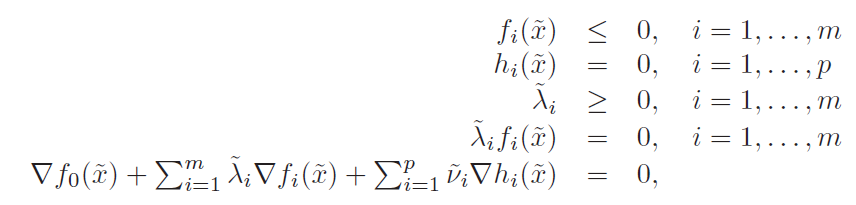 f_i(x̃) ≤ 0, i = 1, . . . , m
h_i(x̃) = 0, i = 1, . . . , p
λ̃_i ≥ 0, i = 1, . . . , m
λ̃_i f_i(x̃) = 0, i = 1, . . . , m
∇f_0(x̃) + ∑_{i=1}^{m} λ̃_i ∇f_i(x̃) + ∑_{i=1}^{p} ν̃_i ∇h_i(x̃) = 0,